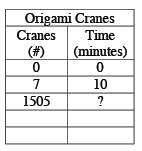 Origami Cranes
Cranes Time
(#) (minutes)
0 0
7 10
1505 ?